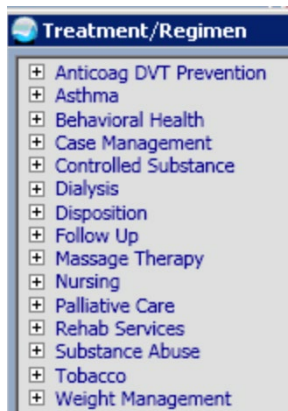 Treatment/Regimen
Anticoag DVT Prevention
Asthma
Behavioral Health
Case Management
Controlled Substance
Dialysis
Disposition
Follow Up
Massage Therapy
Nursing
Palliative Care
Rehab Services
Substance Abuse
Tobacco
Weight Management